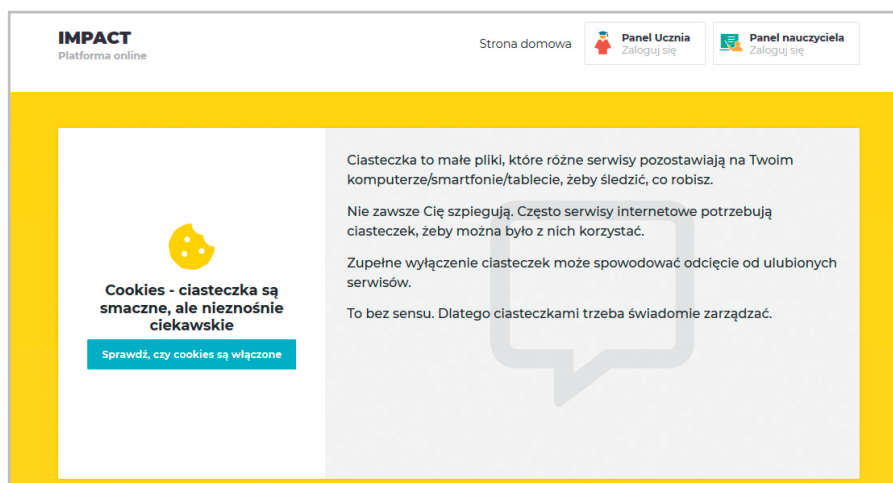 IMPACT
Platforma online
Strona domowa
Panel Ucznia
Zaloguj się
Panel nauczyciela
Zaloguj się
Cookies - ciasteczka są
smaczne, ale nieznośnie
ciekawskie
Sprawdź, czy cookies są włączone
Ciasteczka to małe pliki, które różne serwisy pozostawiają na Twoim
komputerze/smartfonie/tablecie, żeby śledzić, co robisz.
Nie zawsze Cię szpiegują. Często serwisy internetowe potrzebują
ciasteczek, żeby można było z nich korzystać.
Zupełne wyłączenie ciasteczek może spowodować odcięcie od ulubionych
serwisów.
To bez sensu. Dlatego ciasteczkami trzeba świadomie zarządzać.